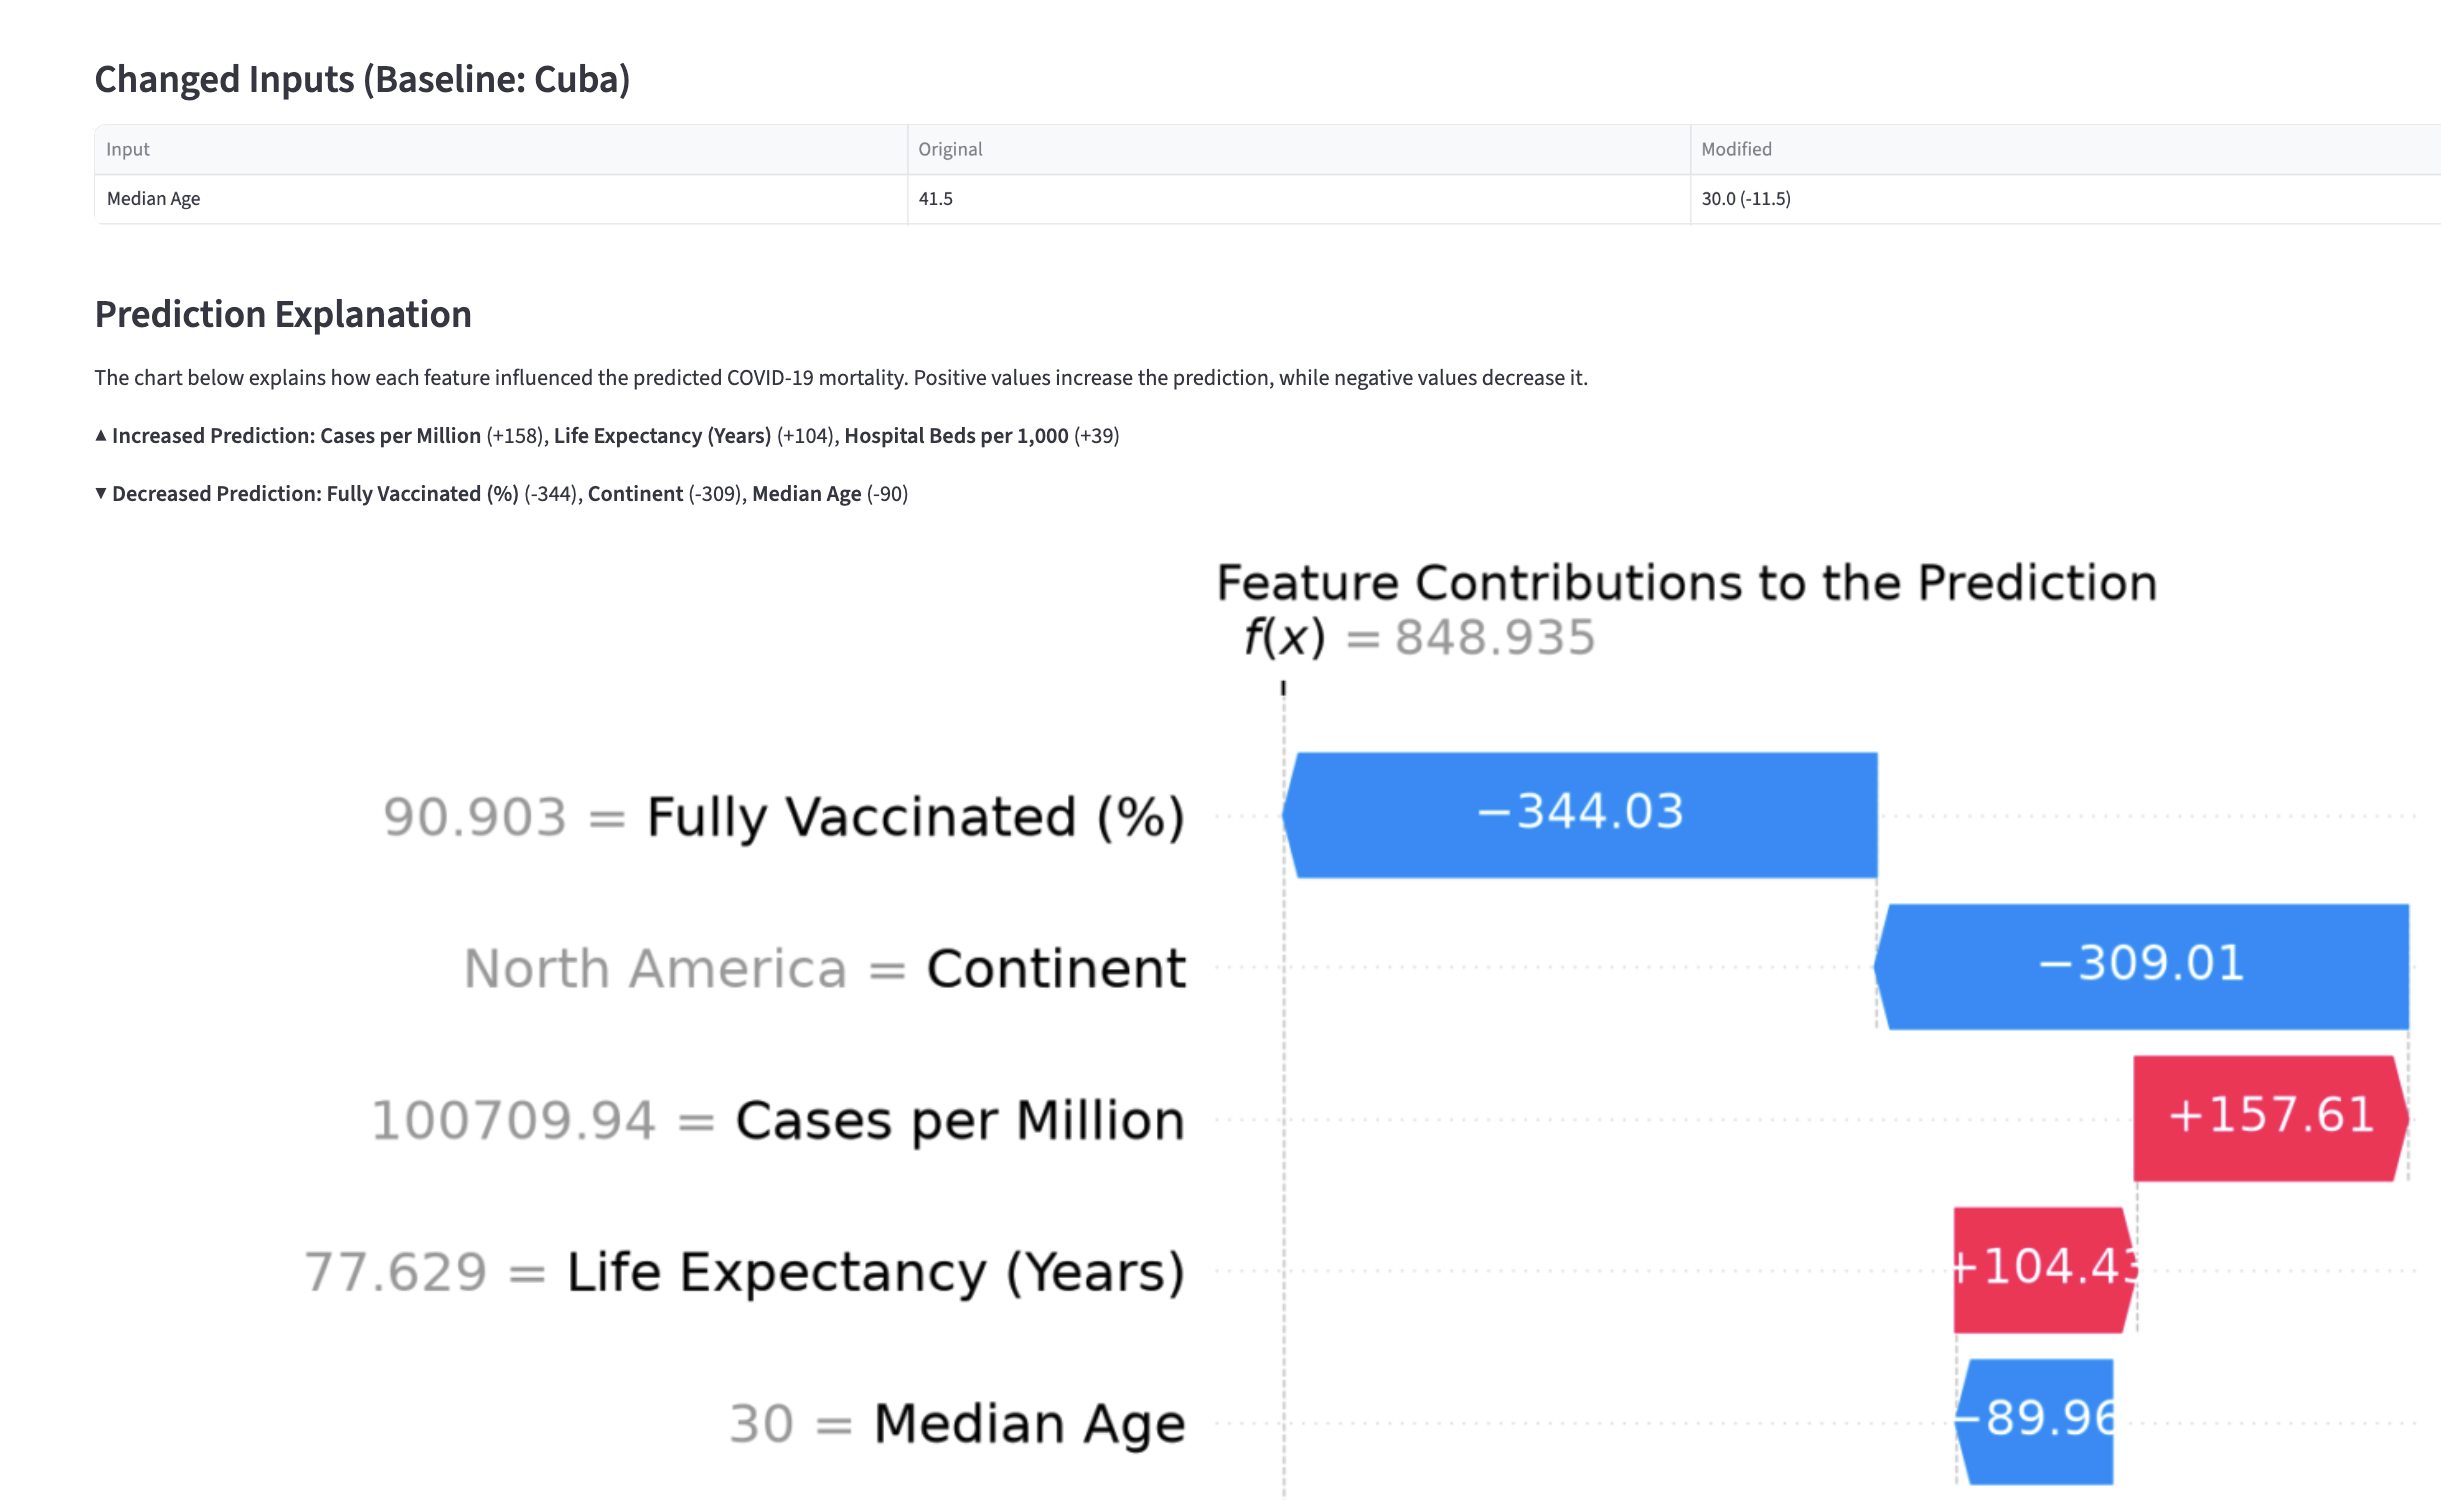 Changed Inputs (Baseline: Cuba)
Input Original Modified
Median Age 41.5 30.0 (-11.5)
Prediction Explanation
The chart below explains how each feature influenced the predicted COVID-19 mortality. Positive values increase the prediction, while negative values decrease it.
▲ Increased Prediction: Cases per Million (+158), Life Expectancy (Years) (+104), Hospital Beds per 1,000 (+39)
▼ Decreased Prediction: Fully Vaccinated (%) (-344), Continent (-309), Median Age (-90)
Feature Contributions to the Prediction
f(x) = 848.935
90.903 = Fully Vaccinated (%) −344.03
North America = Continent −309.01
100709.94 = Cases per Million +157.61
77.629 = Life Expectancy (Years) +104.43
30 = Median Age −89.96